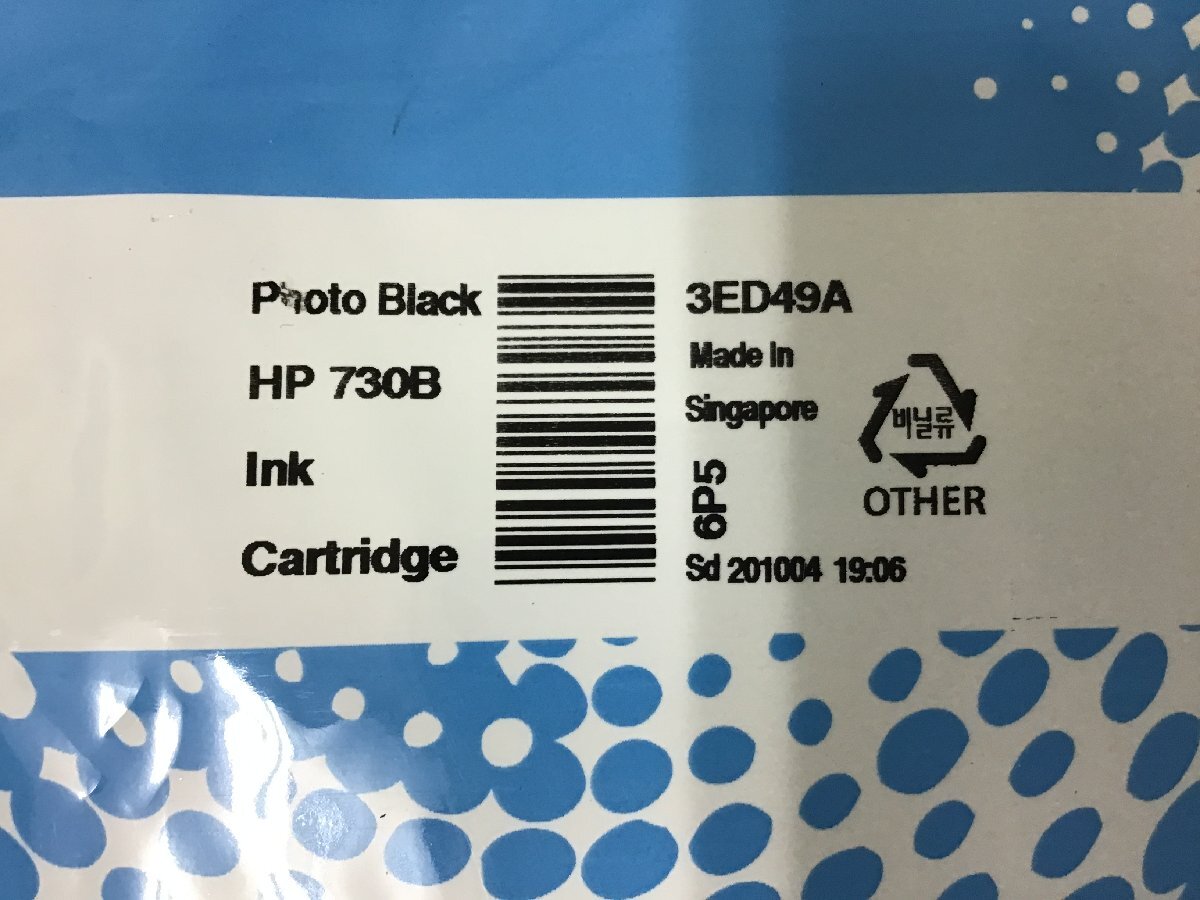 Photo Black
HP 730B
Ink
Cartridge
3ED49A
Made in
Singapore
6P5
Sd 201004 19:06
비닐류
OTHER